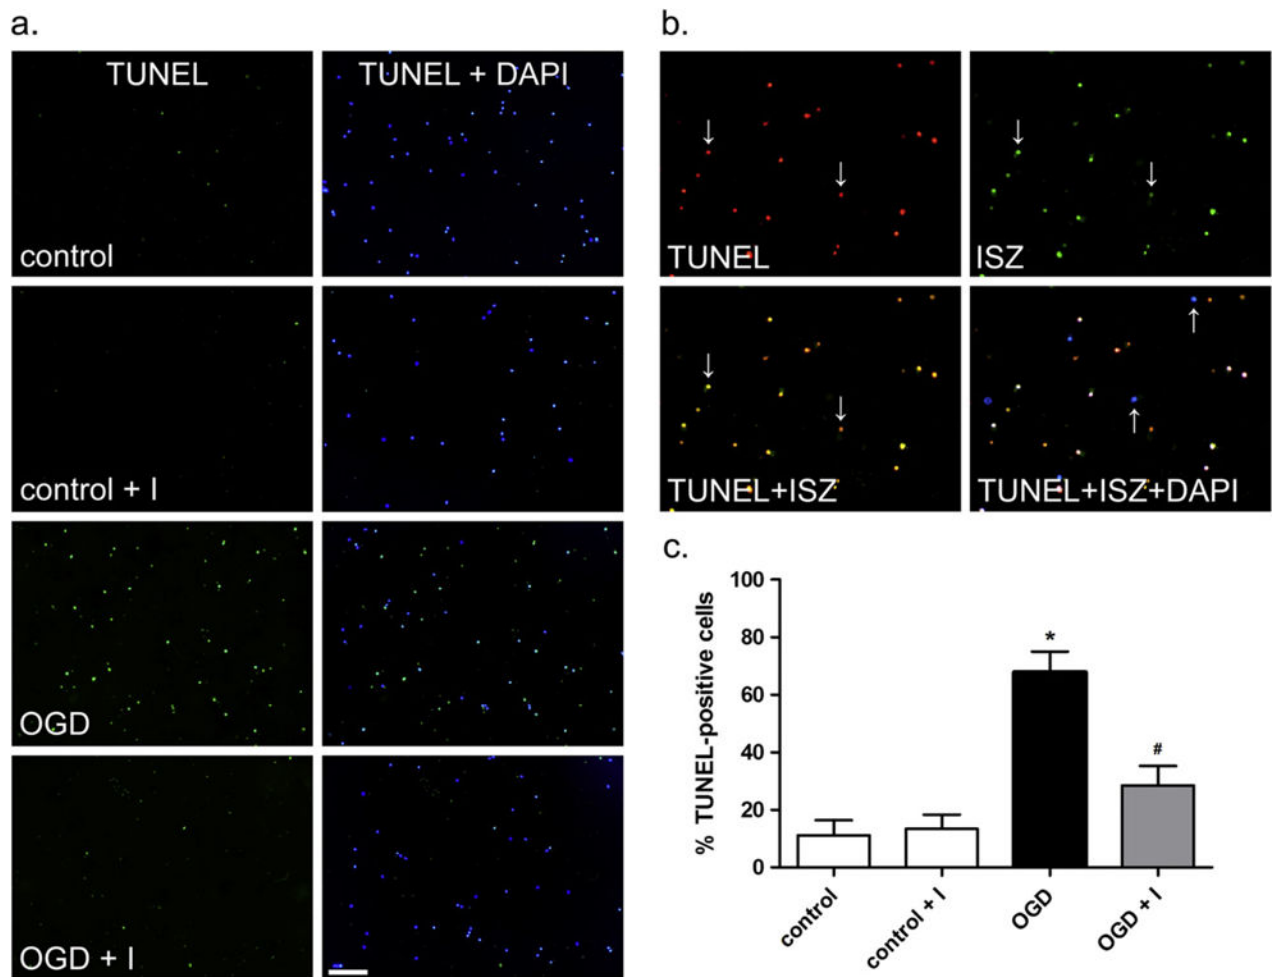 a.
TUNEL
TUNEL + DAPI
control
control + I
OGD
OGD + I
b.
TUNEL
ISZ
TUNEL+ISZ
TUNEL+ISZ+DAPI
c.
% TUNEL-positive cells
100
80
60
40
20
0
*
#
control
control + I
OGD
OGD + I